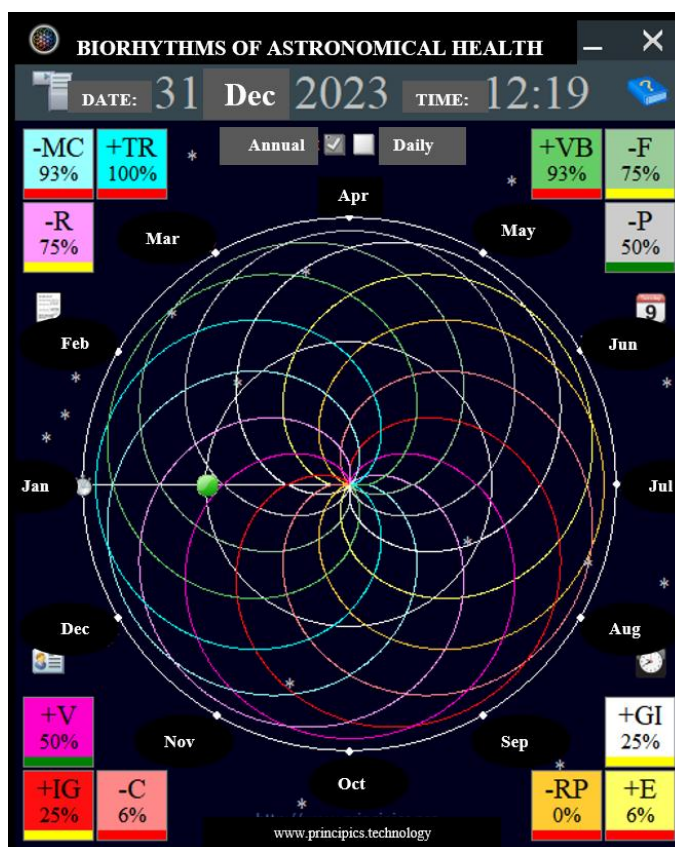 BIORHYTHMS OF ASTRONOMICAL HEALTH
DATE: 31 Dec 2023 TIME: 12:19
Annual Daily
-MC +TR +VB -F
93% 100% 93% 75%
-R -P
75% 50%
Apr
Mar May
9
Feb Jun
Jan Jul
Dec Aug
Nov Sep
Oct
+V +GI
50% 25%
+IG -C -RP +E
25% 6% 0% 6%
www.principics.technology